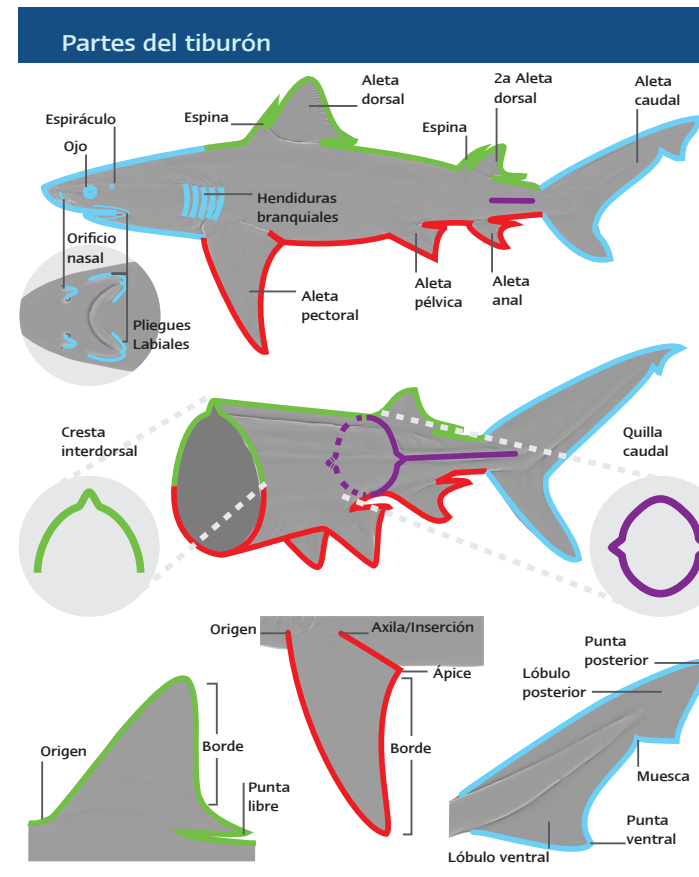 Partes del tiburón
Aleta
dorsal
2a Aleta
dorsal
Aleta
caudal
Espiráculo
Espina
Espina
Ojo
Hendiduras
branquiales
Orificio
nasal
Aleta
pectoral
Aleta
pélvica
Aleta
anal
Pliegues
Labiales
Cresta
interdorsal
Quilla
caudal
Origen
Axila/Inserción
Ápice
Borde
Origen
Borde
Punta
libre
Punta
posterior
Lóbulo
posterior
Muesca
Punta
ventral
Lóbulo ventral